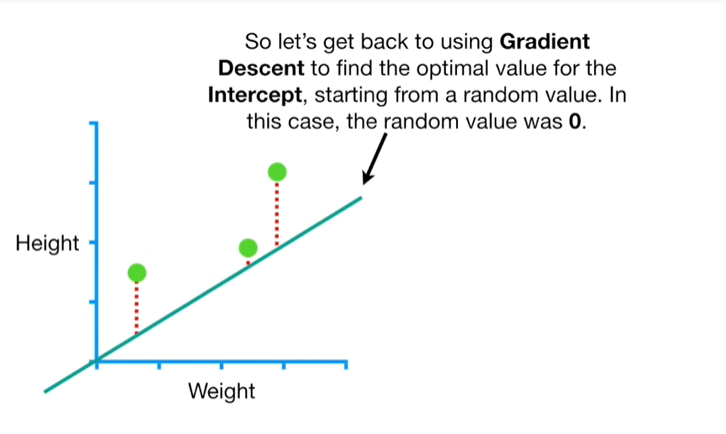 So let's get back to using Gradient
Descent to find the optimal value for the
Intercept, starting from a random value. In
this case, the random value was 0.
Height
Weight